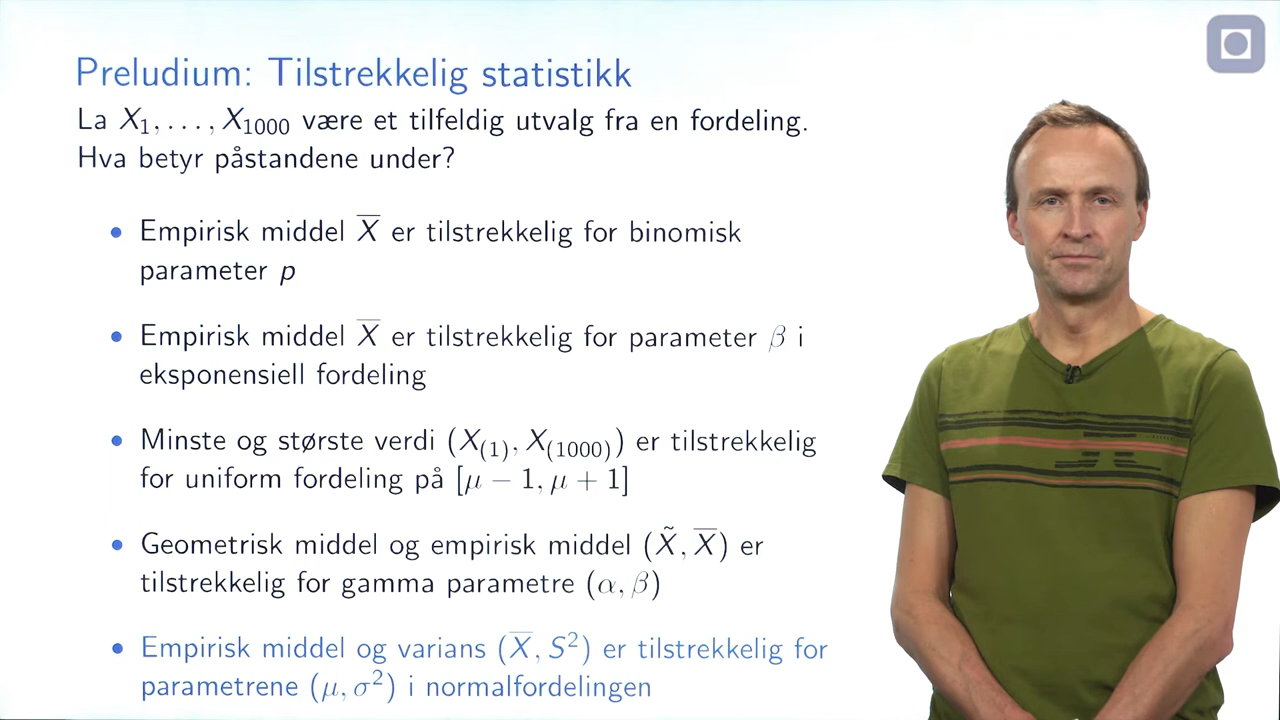 Preludium: Tilstrekkelig statistikk
La X₁, . . . , X₁₀₀₀ være et tilfeldig utvalg fra en fordeling.
Hva betyr påstandene under?
• Empirisk middel X̅ er tilstrekkelig for binomisk
parameter p
• Empirisk middel X̅ er tilstrekkelig for parameter β i
eksponensiell fordeling
• Minste og største verdi (X₍₁₎, X₍₁₀₀₀₎) er tilstrekkelig
for uniform fordeling på [μ − 1, μ + 1]
• Geometrisk middel og empirisk middel (X̃, X̅) er
tilstrekkelig for gamma parametre (α, β)
• Empirisk middel og varians (X̅, S²) er tilstrekkelig for
parametrene (μ, σ²) i normalfordelingen